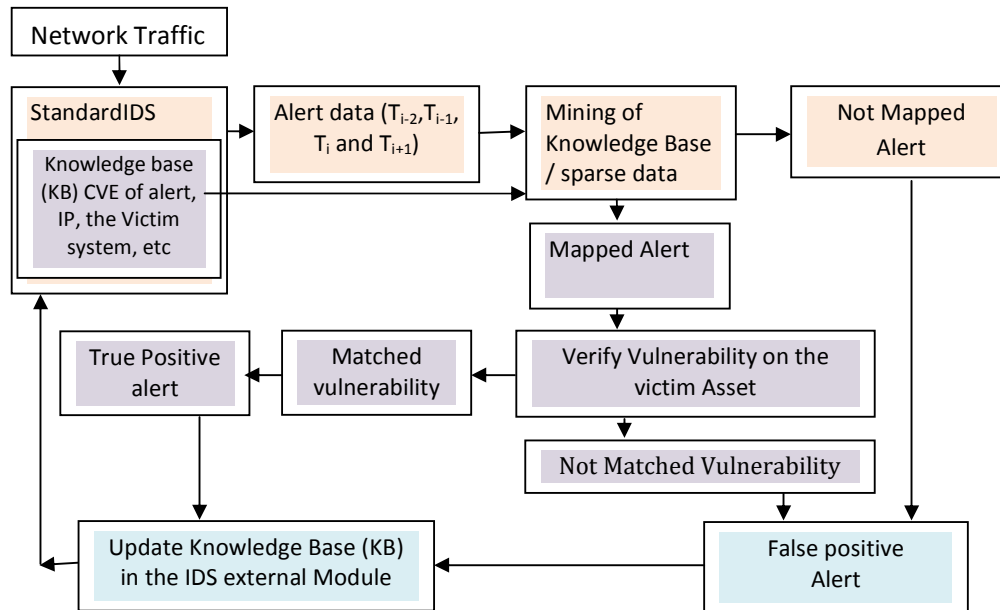 Network Traffic
StandardIDS
Knowledge base
(KB) CVE of alert,
IP, the Victim
system, etc
Alert data (Tᵢ₋₂,Tᵢ₋₁,
Tᵢ and Tᵢ₊₁)
Mining of
Knowledge Base
/ sparse data
Not Mapped
Alert
Mapped Alert
True Positive
alert
Matched
vulnerability
Verify Vulnerability on the
victim Asset
Not Matched Vulnerability
Update Knowledge Base (KB)
in the IDS external Module
False positive
Alert